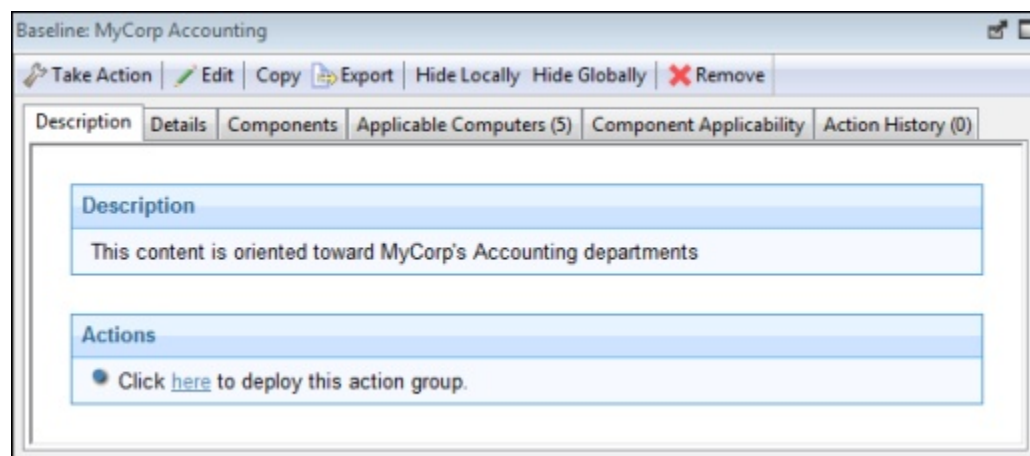 Baseline: MyCorp Accounting
Take Action Edit Copy Export Hide Locally Hide Globally Remove
Description Details Components Applicable Computers (5) Component Applicability Action History (0)
Description
This content is oriented toward MyCorp's Accounting departments
Actions
Click here to deploy this action group.